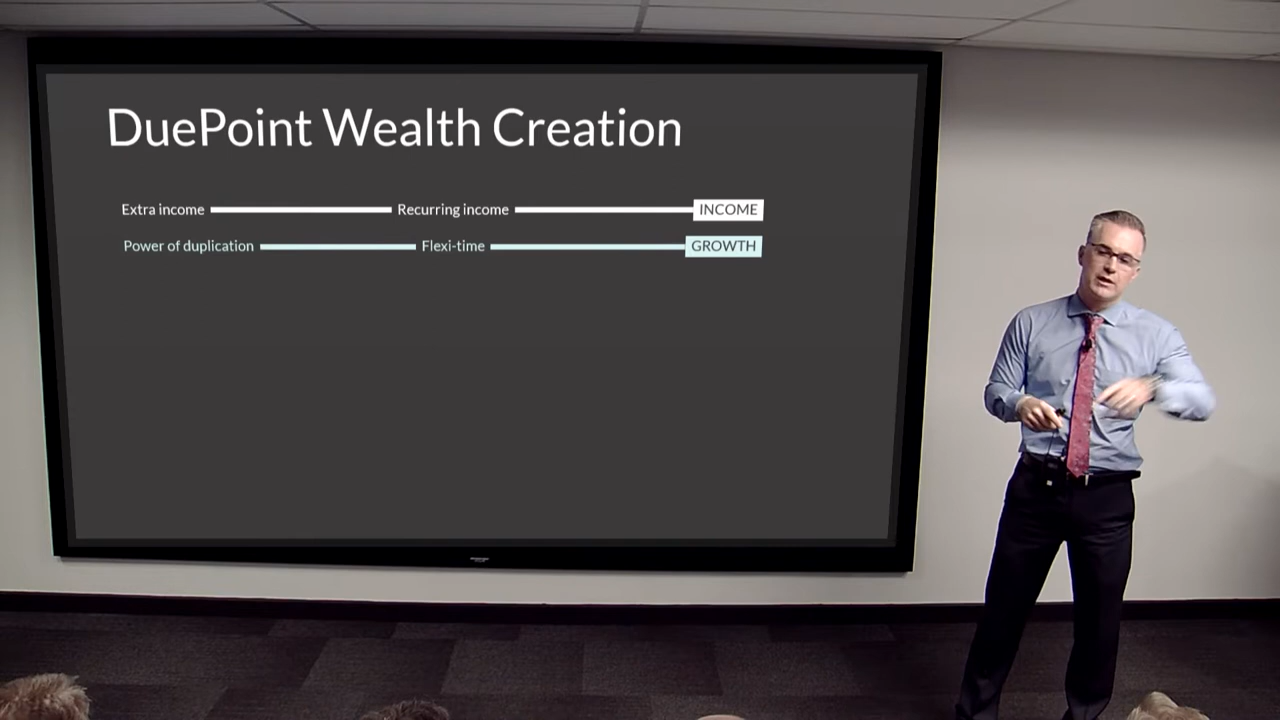 DuePoint Wealth Creation
Extra income Recurring income INCOME
Power of duplication Flexi-time GROWTH